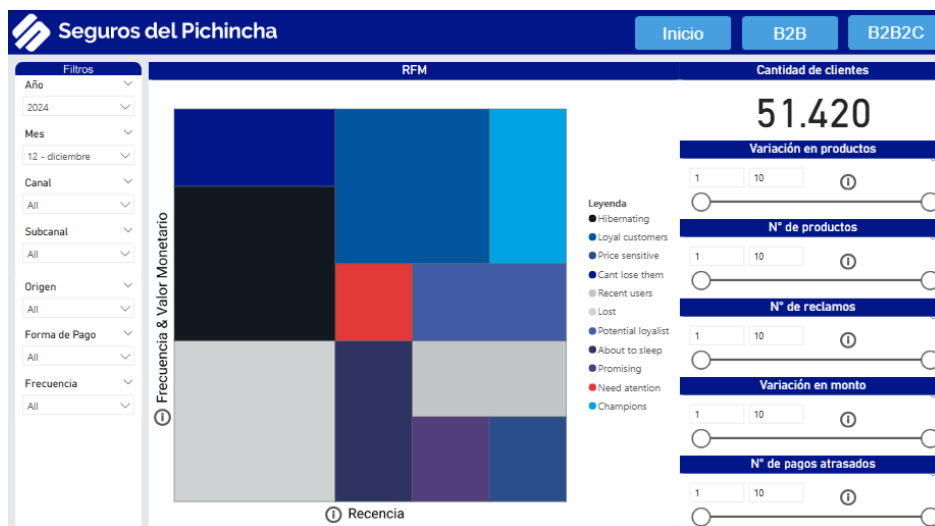 Seguros del Pichincha
Inicio
B2B
B2B2C
Filtros
Año
2024
Mes
12 - diciembre
Canal
All
Subcanal
All
Origen
All
Forma de Pago
All
Frecuencia
All
RFM
Frecuencia & Valor Monetario
Recencia
Leyenda
Hibernating
Loyal customers
Price sensitive
Cant lose them
Recent users
Lost
Potential loyalist
About to sleep
Promising
Need atention
Champions
Cantidad de clientes
51.420
Variación en productos
1 10
N° de productos
1 10
N° de reclamos
1 10
Variación en monto
1 10
N° de pagos atrasados
1 10